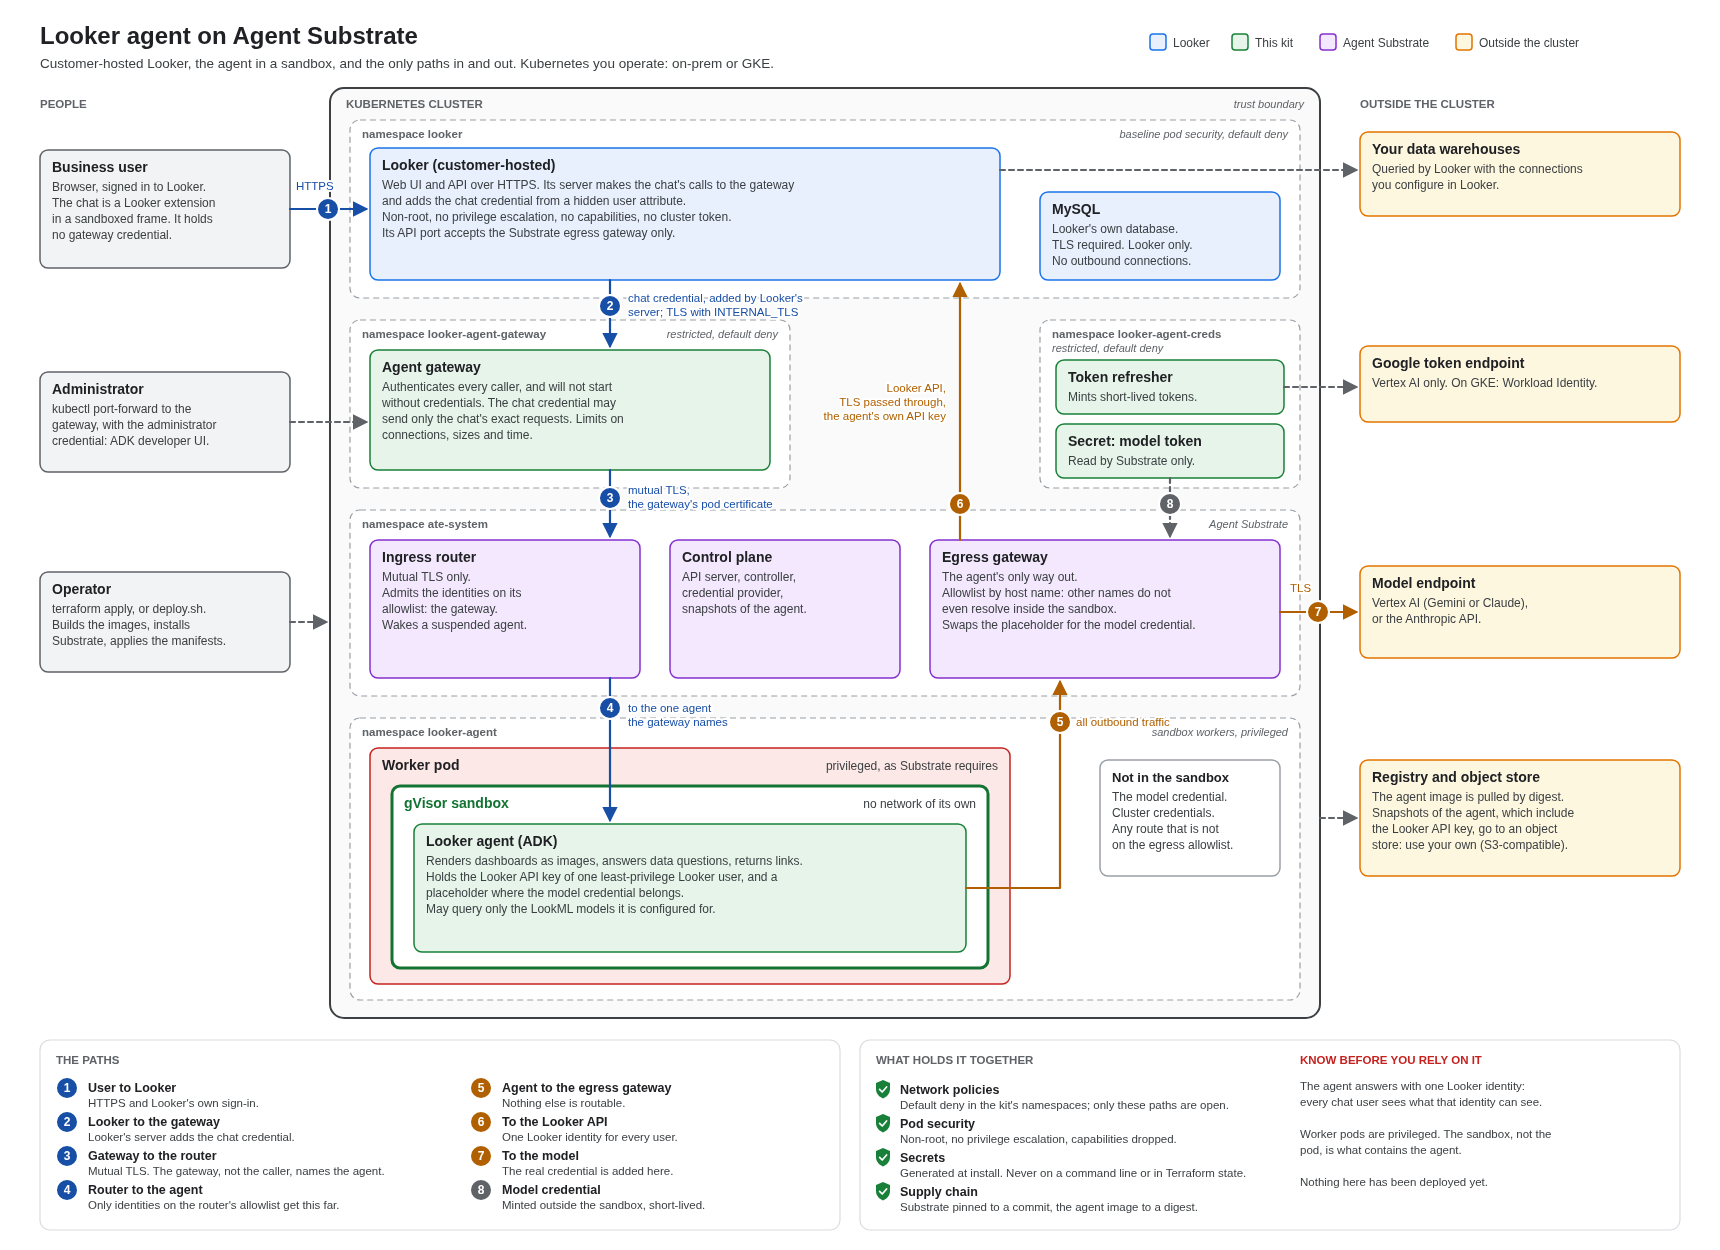 Looker agent on Agent Substrate
Customer-hosted Looker, the agent in a sandbox, and the only paths in and out. Kubernetes you operate: on-prem or GKE.
Looker
This kit
Agent Substrate
Outside the cluster
PEOPLE
KUBERNETES CLUSTER
trust boundary
OUTSIDE THE CLUSTER
Business user
Browser, signed in to Looker.
The chat is a Looker extension
in a sandboxed frame. It holds
no gateway credential.
HTTPS
1
namespace looker
baseline pod security, default deny
Looker (customer-hosted)
Web UI and API over HTTPS. Its server makes the chat's calls to the gateway
and adds the chat credential from a hidden user attribute.
Non-root, no privilege escalation, no capabilities, no cluster token.
Its API port accepts the Substrate egress gateway only.
MySQL
Looker's own database.
TLS required. Looker only.
No outbound connections.
Your data warehouses
Queried by Looker with the connections
you configure in Looker.
2
chat credential, added by Looker's
server; TLS with INTERNAL_TLS
Administrator
kubectl port-forward to the
gateway, with the administrator
credential: ADK developer UI.
namespace looker-agent-gateway
restricted, default deny
Agent gateway
Authenticates every caller, and will not start
without credentials. The chat credential may
send only the chat's exact requests. Limits on
connections, sizes and time.
Looker API,
TLS passed through,
the agent's own API key
namespace looker-agent-creds
restricted, default deny
Token refresher
Mints short-lived tokens.
Secret: model token
Read by Substrate only.
Google token endpoint
Vertex AI only. On GKE: Workload Identity.
3
mutual TLS,
the gateway's pod certificate
6
8
Operator
terraform apply, or deploy.sh.
Builds the images, installs
Substrate, applies the manifests.
namespace ate-system
Agent Substrate
Ingress router
Mutual TLS only.
Admits the identities on its
allowlist: the gateway.
Wakes a suspended agent.
Control plane
API server, controller,
credential provider,
snapshots of the agent.
Egress gateway
The agent's only way out.
Allowlist by host name: other names do not
even resolve inside the sandbox.
Swaps the placeholder for the model credential.
TLS
7
Model endpoint
Vertex AI (Gemini or Claude),
or the Anthropic API.
4
to the one agent
the gateway names
5
all outbound traffic
namespace looker-agent
sandbox workers, privileged
Worker pod
privileged, as Substrate requires
gVisor sandbox
no network of its own
Looker agent (ADK)
Renders dashboards as images, answers data questions, returns links.
Holds the Looker API key of one least-privilege Looker user, and a
placeholder where the model credential belongs.
May query only the LookML models it is configured for.
Not in the sandbox
The model credential.
Cluster credentials.
Any route that is not
on the egress allowlist.
Registry and object store
The agent image is pulled by digest.
Snapshots of the agent, which include
the Looker API key, go to an object
store: use your own (S3-compatible).
THE PATHS
1
User to Looker
HTTPS and Looker's own sign-in.
2
Looker to the gateway
Looker's server adds the chat credential.
3
Gateway to the router
Mutual TLS. The gateway, not the caller, names the agent.
4
Router to the agent
Only identities on the router's allowlist get this far.
5
Agent to the egress gateway
Nothing else is routable.
6
To the Looker API
One Looker identity for every user.
7
To the model
The real credential is added here.
8
Model credential
Minted outside the sandbox, short-lived.
WHAT HOLDS IT TOGETHER
Network policies
Default deny in the kit's namespaces; only these paths are open.
Pod security
Non-root, no privilege escalation, capabilities dropped.
Secrets
Generated at install. Never on a command line or in Terraform state.
Supply chain
Substrate pinned to a commit, the agent image to a digest.
KNOW BEFORE YOU RELY ON IT
The agent answers with one Looker identity:
every chat user sees what that identity can see.
Worker pods are privileged. The sandbox, not the
pod, is what contains the agent.
Nothing here has been deployed yet.